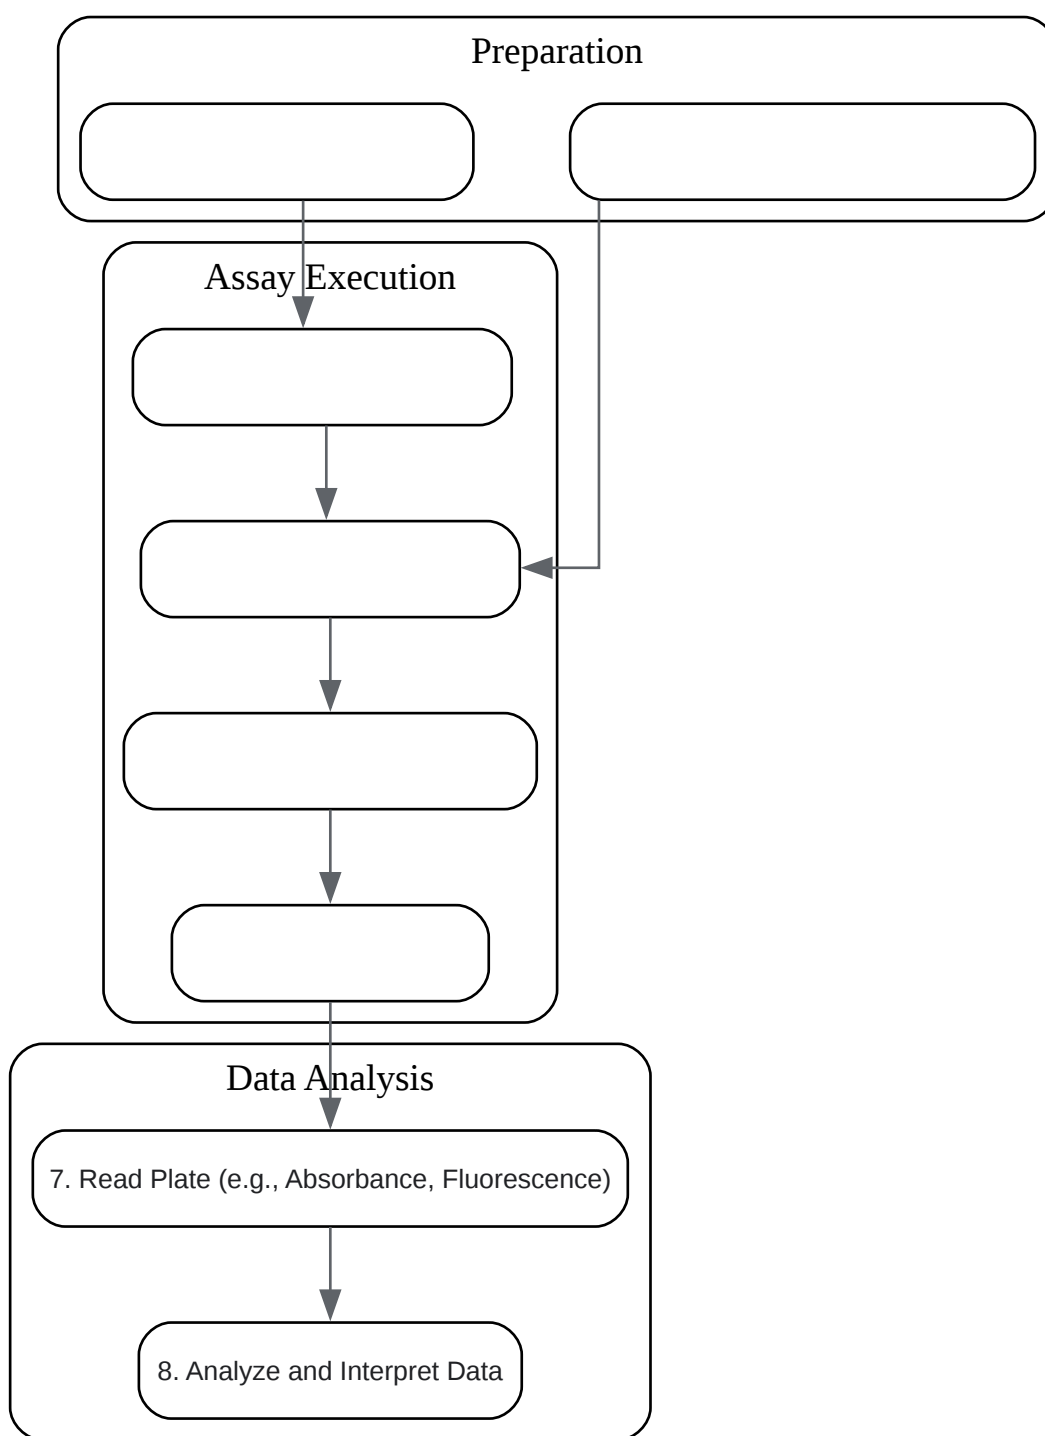 Preparation
Assay Execution
Data Analysis
7. Read Plate (e.g., Absorbance, Fluorescence)
8. Analyze and Interpret Data